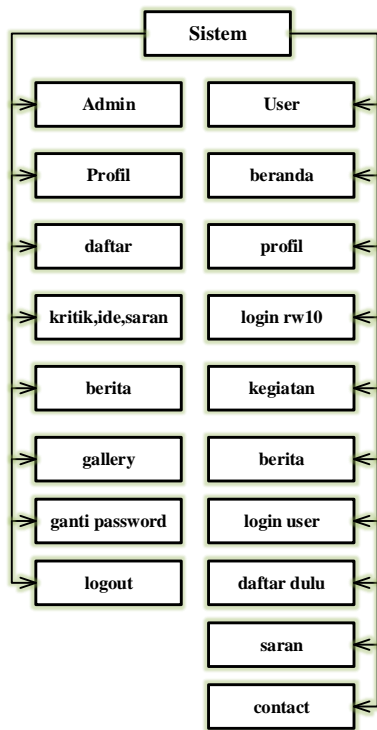 Sistem
Admin
User
Profil
beranda
daftar
profil
kritik,ide,saran
login rw10
berita
kegiatan
gallery
berita
ganti password
login user
logout
daftar dulu
saran
contact